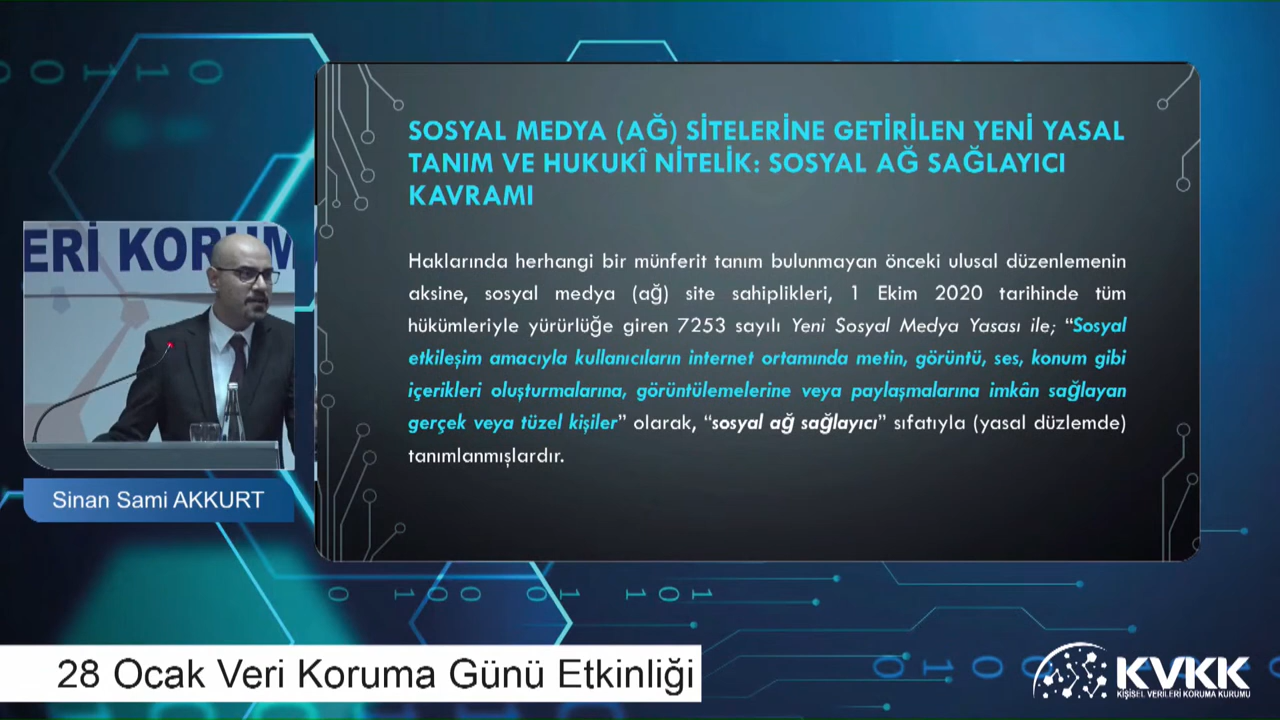 SOSYAL MEDYA (AĞ) SİTELERİNE GETİRİLEN YENİ YASAL
TANIM VE HUKUKÎ NİTELİK: SOSYAL AĞ SAĞLAYICI
KAVRAMI
Haklarında herhangi bir münferit tanım bulunmayan önceki ulusal düzenlemenin
aksine, sosyal medya (ağ) site sahiplikleri, 1 Ekim 2020 tarihinde tüm
hükümleriyle yürürlüğe giren 7253 sayılı Yeni Sosyal Medya Yasası ile; “Sosyal
etkileşim amacıyla kullanıcıların internet ortamında metin, görüntü, ses, konum gibi
içerikleri oluşturmalarına, görüntülemelerine veya paylaşmalarına imkân sağlayan
gerçek veya tüzel kişiler” olarak, “sosyal ağ sağlayıcı” sıfatıyla (yasal düzlemde)
tanımlanmışlardır.
ERİ KORUM
Sinan Sami AKKURT
28 Ocak Veri Koruma Günü Etkinliği
KVKK
KİŞİSEL VERİLERİ KORUMA KURUMU